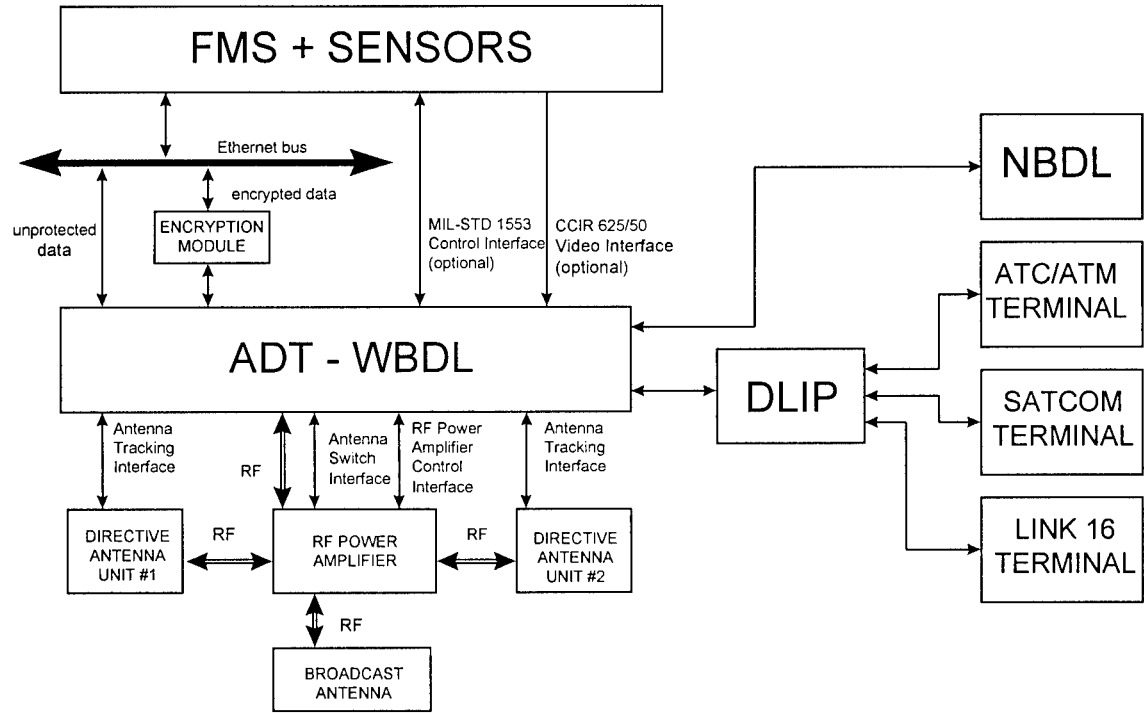 FMS + SENSORS
Ethernet bus
encrypted data
unprotected
data
ENCRYPTION
MODULE
MIL-STD 1553
Control Interface
(optional)
CCIR 625/50
Video Interface
(optional)
NBDL
ATC/ATM
TERMINAL
ADT - WBDL
DLIP
SATCOM
TERMINAL
LINK 16
TERMINAL
Antenna
Tracking
Interface
RF
Antenna
Switch
Interface
RF Power
Amplifier
Control
Interface
Antenna
Tracking
Interface
DIRECTIVE
ANTENNA
UNIT #1
RF
RF POWER
AMPLIFIER
RF
DIRECTIVE
ANTENNA
UNIT #2
RF
BROADCAST
ANTENNA